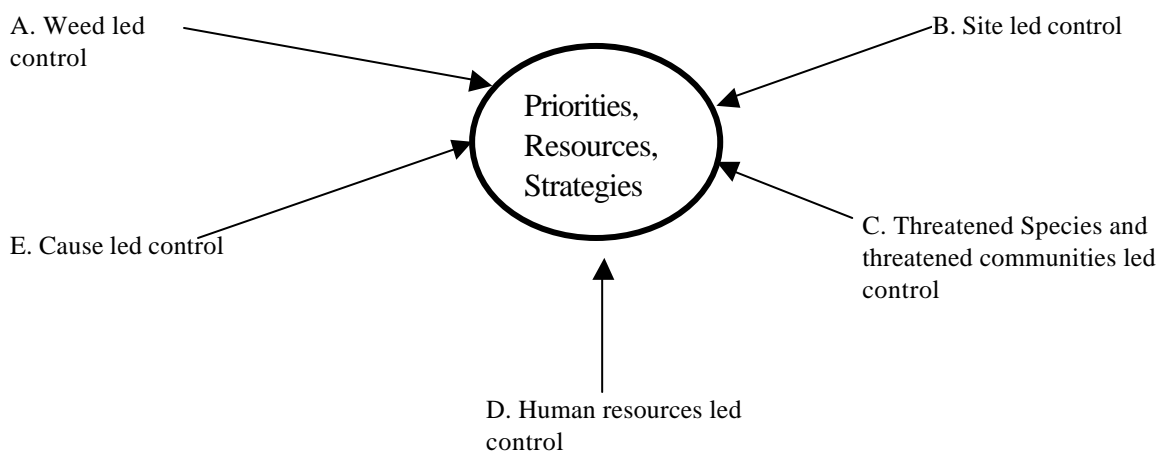 A. Weed led
control
B. Site led control
Priorities,
Resources,
Strategies
E. Cause led control
C. Threatened Species and
threatened communities led
control
D. Human resources led
control